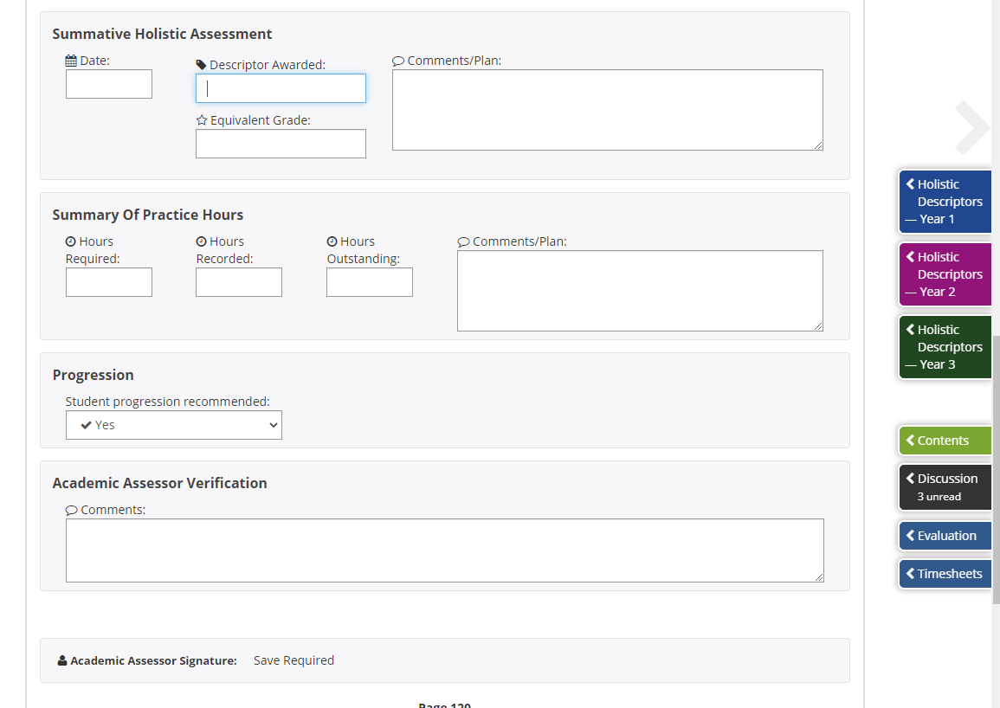 Summative Holistic Assessment
Date:
Descriptor Awarded:
Comments/Plan:
Equivalent Grade:
Summary Of Practice Hours
Hours
Required:
Hours
Recorded:
Hours
Outstanding:
Comments/Plan:
Progression
Student progression recommended:
Yes
Academic Assessor Verification
Comments:
Academic Assessor Signature: Save Required
Page 120
Holistic
Descriptors
— Year 1
Holistic
Descriptors
— Year 2
Holistic
Descriptors
— Year 3
Contents
Discussion
3 unread
Evaluation
Timesheets